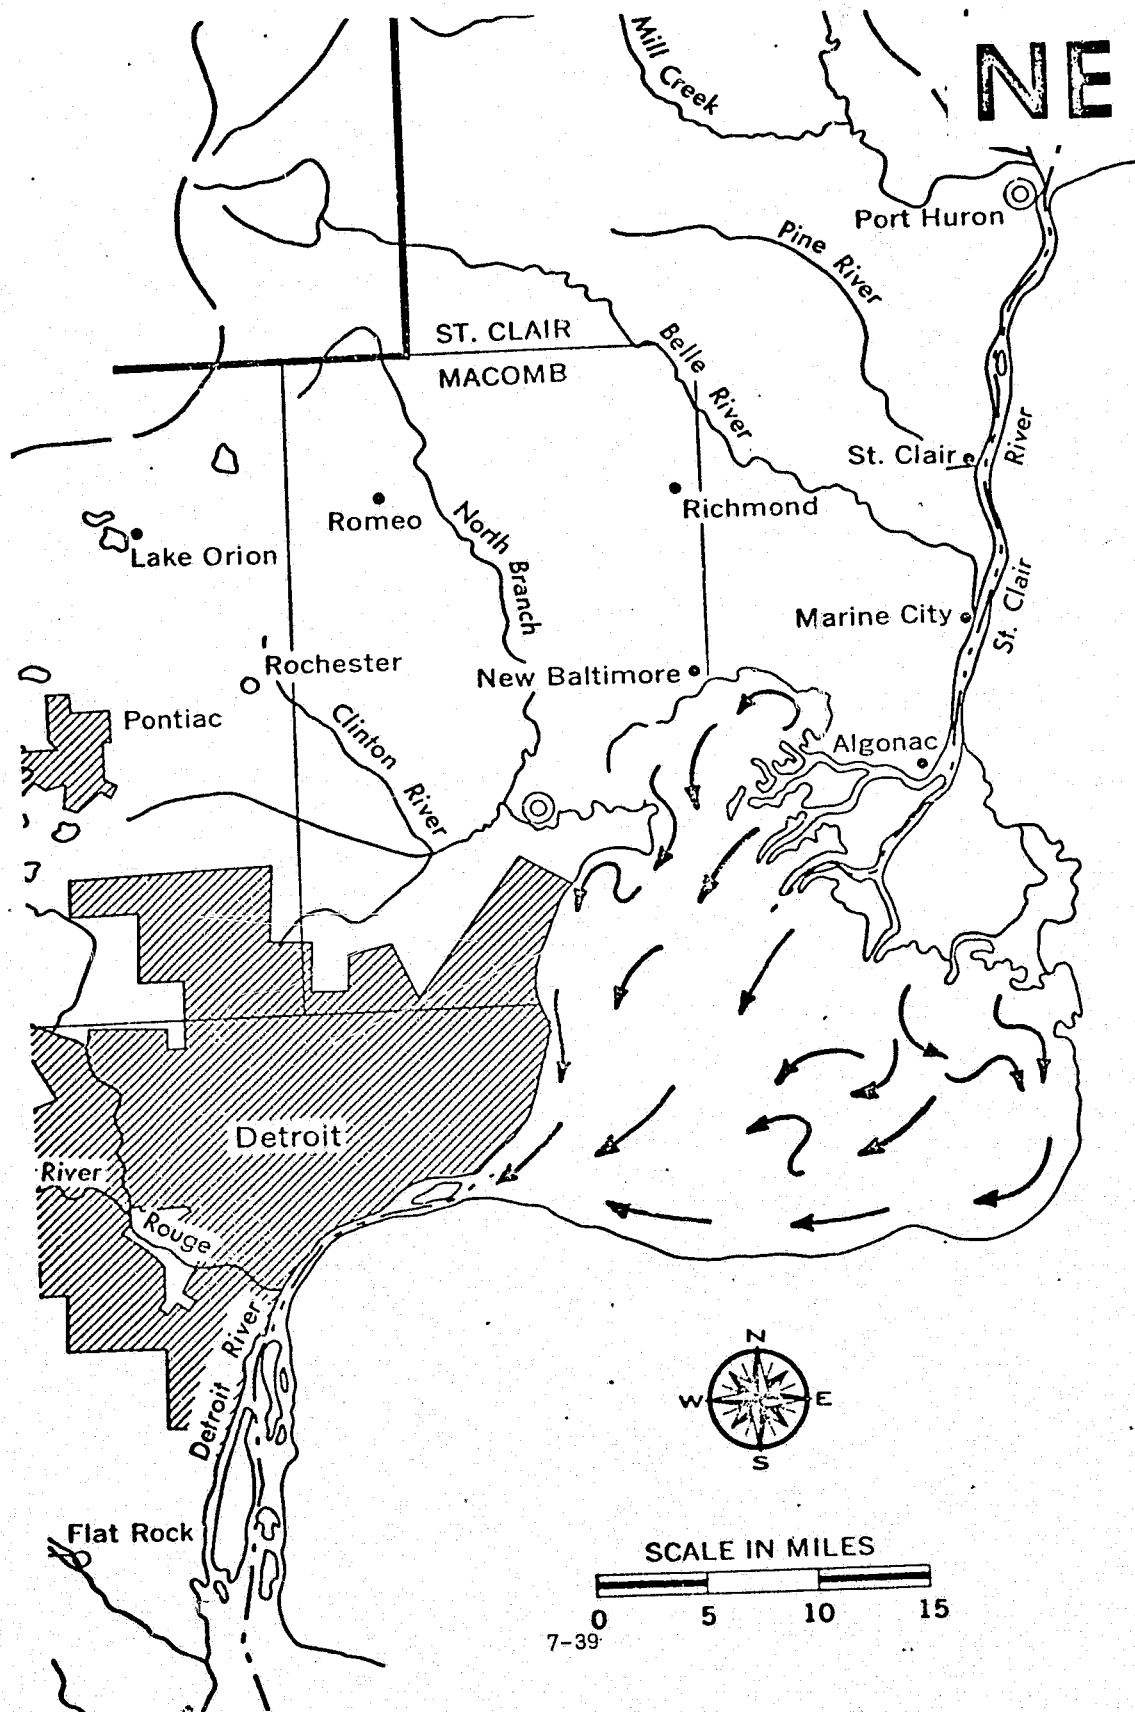 NE
Mill Creek
Port Huron
Pine River
ST. CLAIR
MACOMB
Belle River
St. Clair
River
St. Clair
Richmond
Romeo
North Branch
Lake Orion
Marine City
Rochester
New Baltimore
Pontiac
Clinton River
Algonac
Detroit
River
Rouge
Detroit River
N
W E
S
Flat Rock
SCALE IN MILES
0 5 10 15
7-39